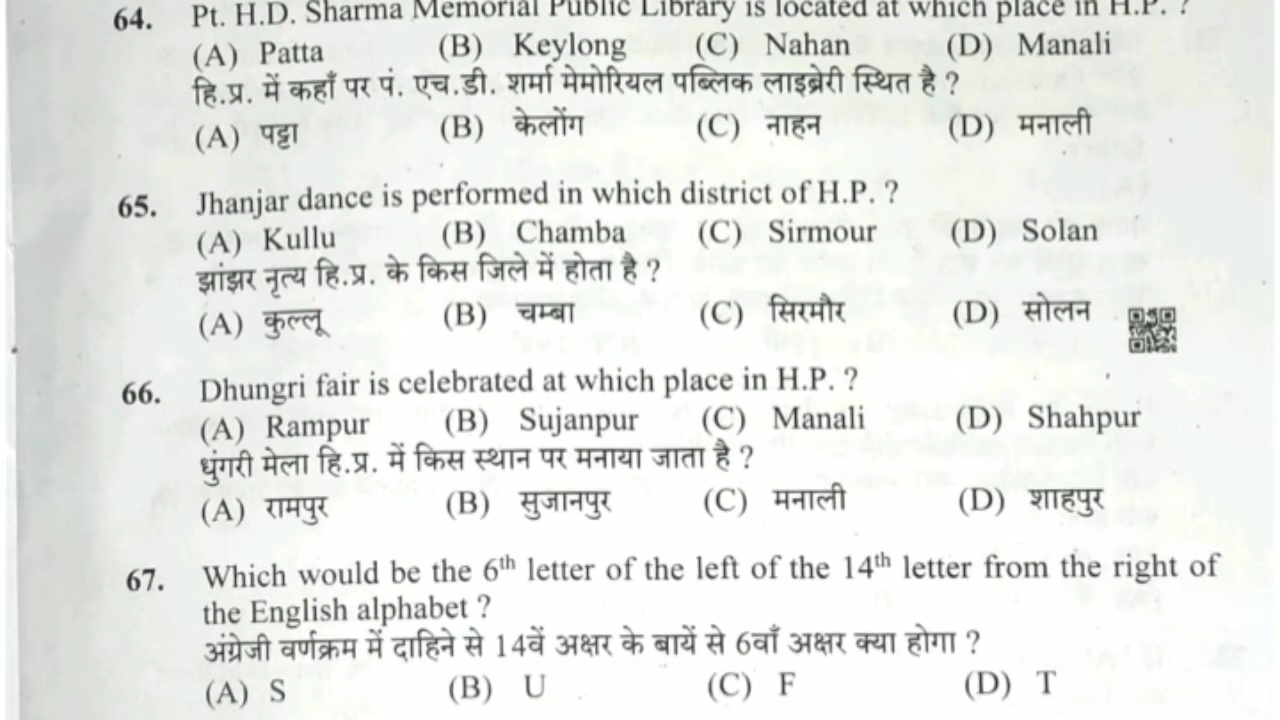 64. Pt. H.D. Sharma Memorial Public Library is located at which place in H.P. ?
(A) Patta (B) Keylong (C) Nahan (D) Manali
हि.प्र. में कहाँ पर पं. एच.डी. शर्मा मेमोरियल पब्लिक लाइब्रेरी स्थित है ?
(A) पट्टा (B) केलोंग (C) नाहन (D) मनाली
65. Jhanjar dance is performed in which district of H.P. ?
(A) Kullu (B) Chamba (C) Sirmour (D) Solan
झांझर नृत्य हि.प्र. के किस जिले में होता है ?
(A) कुल्लू (B) चम्बा (C) सिरमौर (D) सोलन
66. Dhungri fair is celebrated at which place in H.P. ?
(A) Rampur (B) Sujanpur (C) Manali (D) Shahpur
धुंगरी मेला हि.प्र. में किस स्थान पर मनाया जाता है ?
(A) रामपुर (B) सुजानपुर (C) मनाली (D) शाहपुर
67. Which would be the 6th letter of the left of the 14th letter from the right of
the English alphabet ?
अंग्रेजी वर्णक्रम में दाहिने से 14वें अक्षर के बायें से 6वाँ अक्षर क्या होगा ?
(A) S (B) U (C) F (D) T